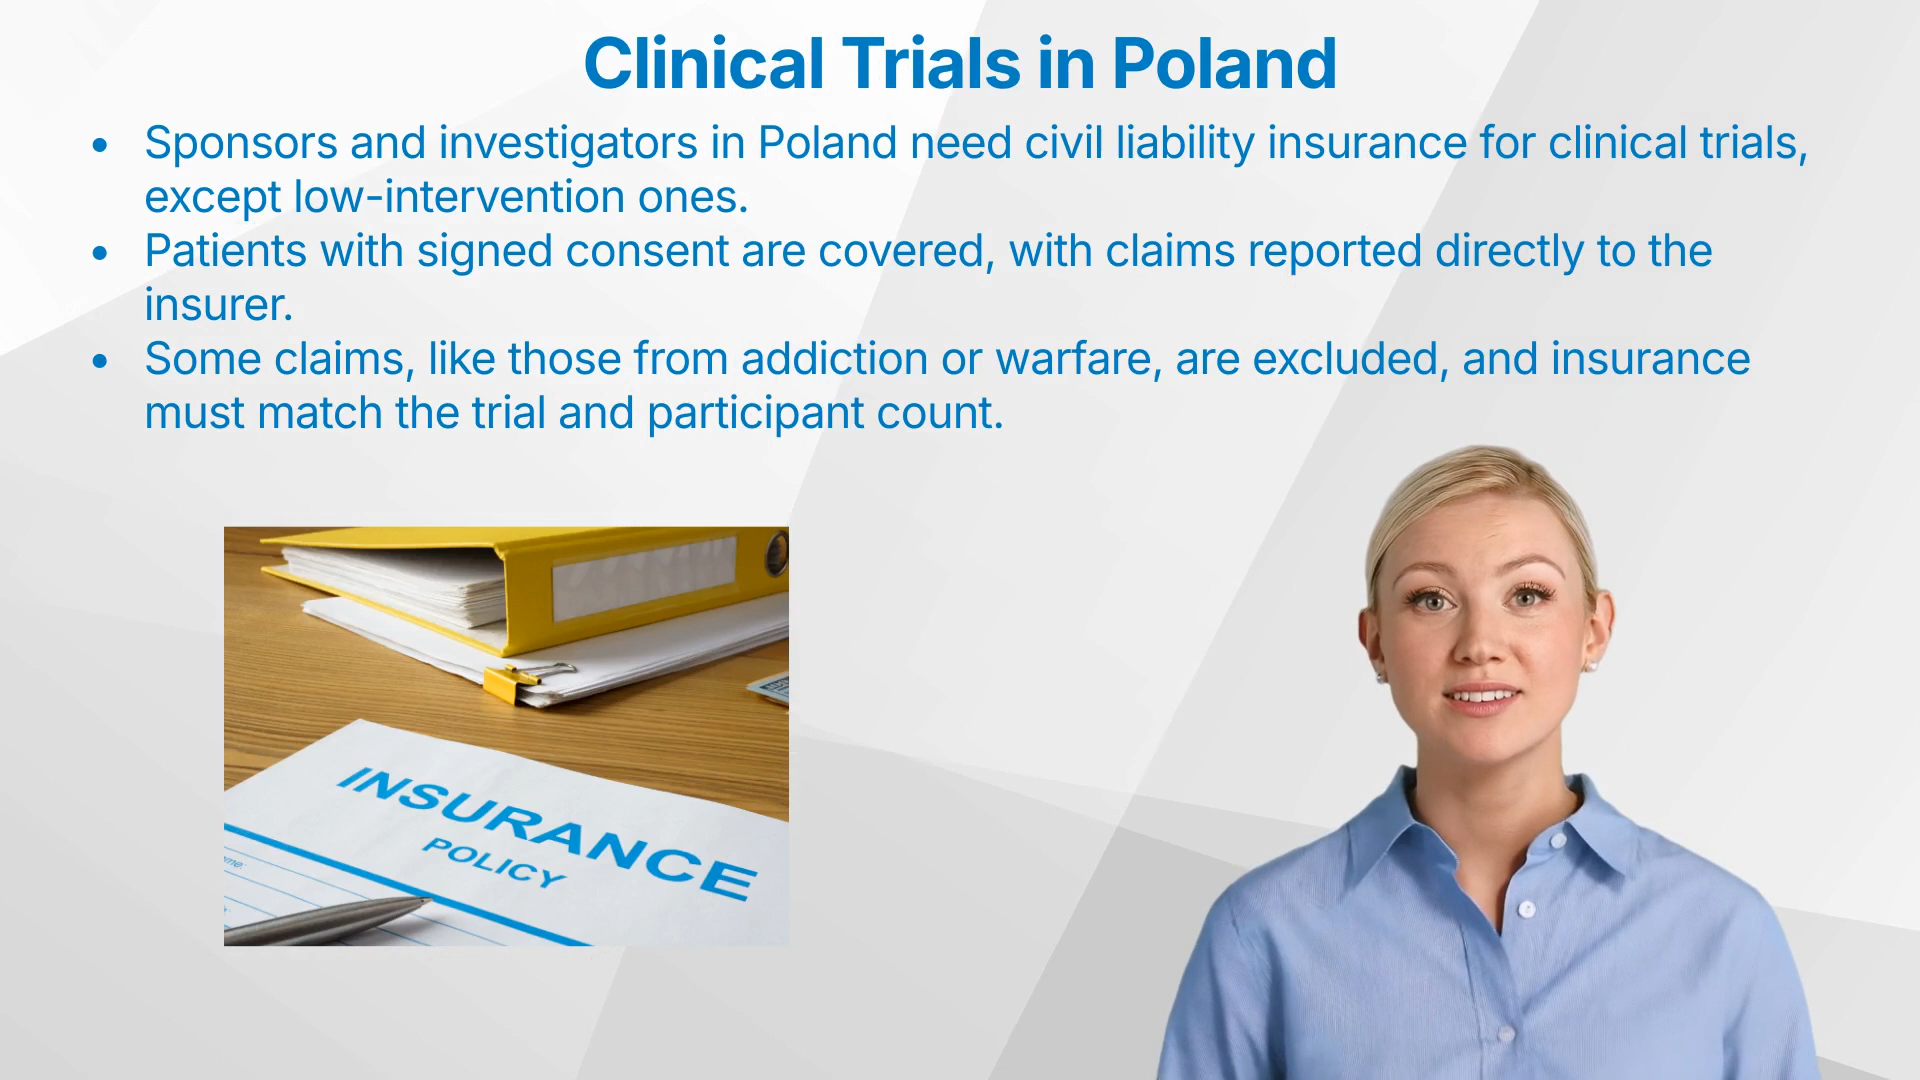 Clinical Trials in Poland
• Sponsors and investigators in Poland need civil liability insurance for clinical trials,
except low-intervention ones.
• Patients with signed consent are covered, with claims reported directly to the
insurer.
• Some claims, like those from addiction or warfare, are excluded, and insurance
must match the trial and participant count.
INSURANCE
POLICY